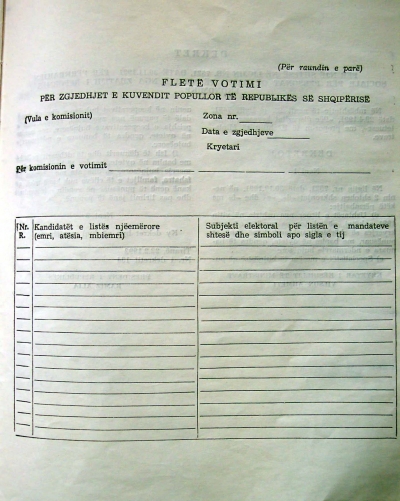 (Për raundin e parë)
FLETË VOTIMI
PËR ZGJEDHJET E KUVENDIT POPULLOR TË REPUBLIKËS SË SHQIPËRISË
(Vula e komisionit) Zona nr.
Data e zgjedhjeve
Kryetari
Për komisionin e votimit
Nr. Kandidatët e listës njëemërore Subjekti elektoral për listën e mandateve
R. (emri, atësia, mbiemri) shtesë dhe simboli apo sigla e tij